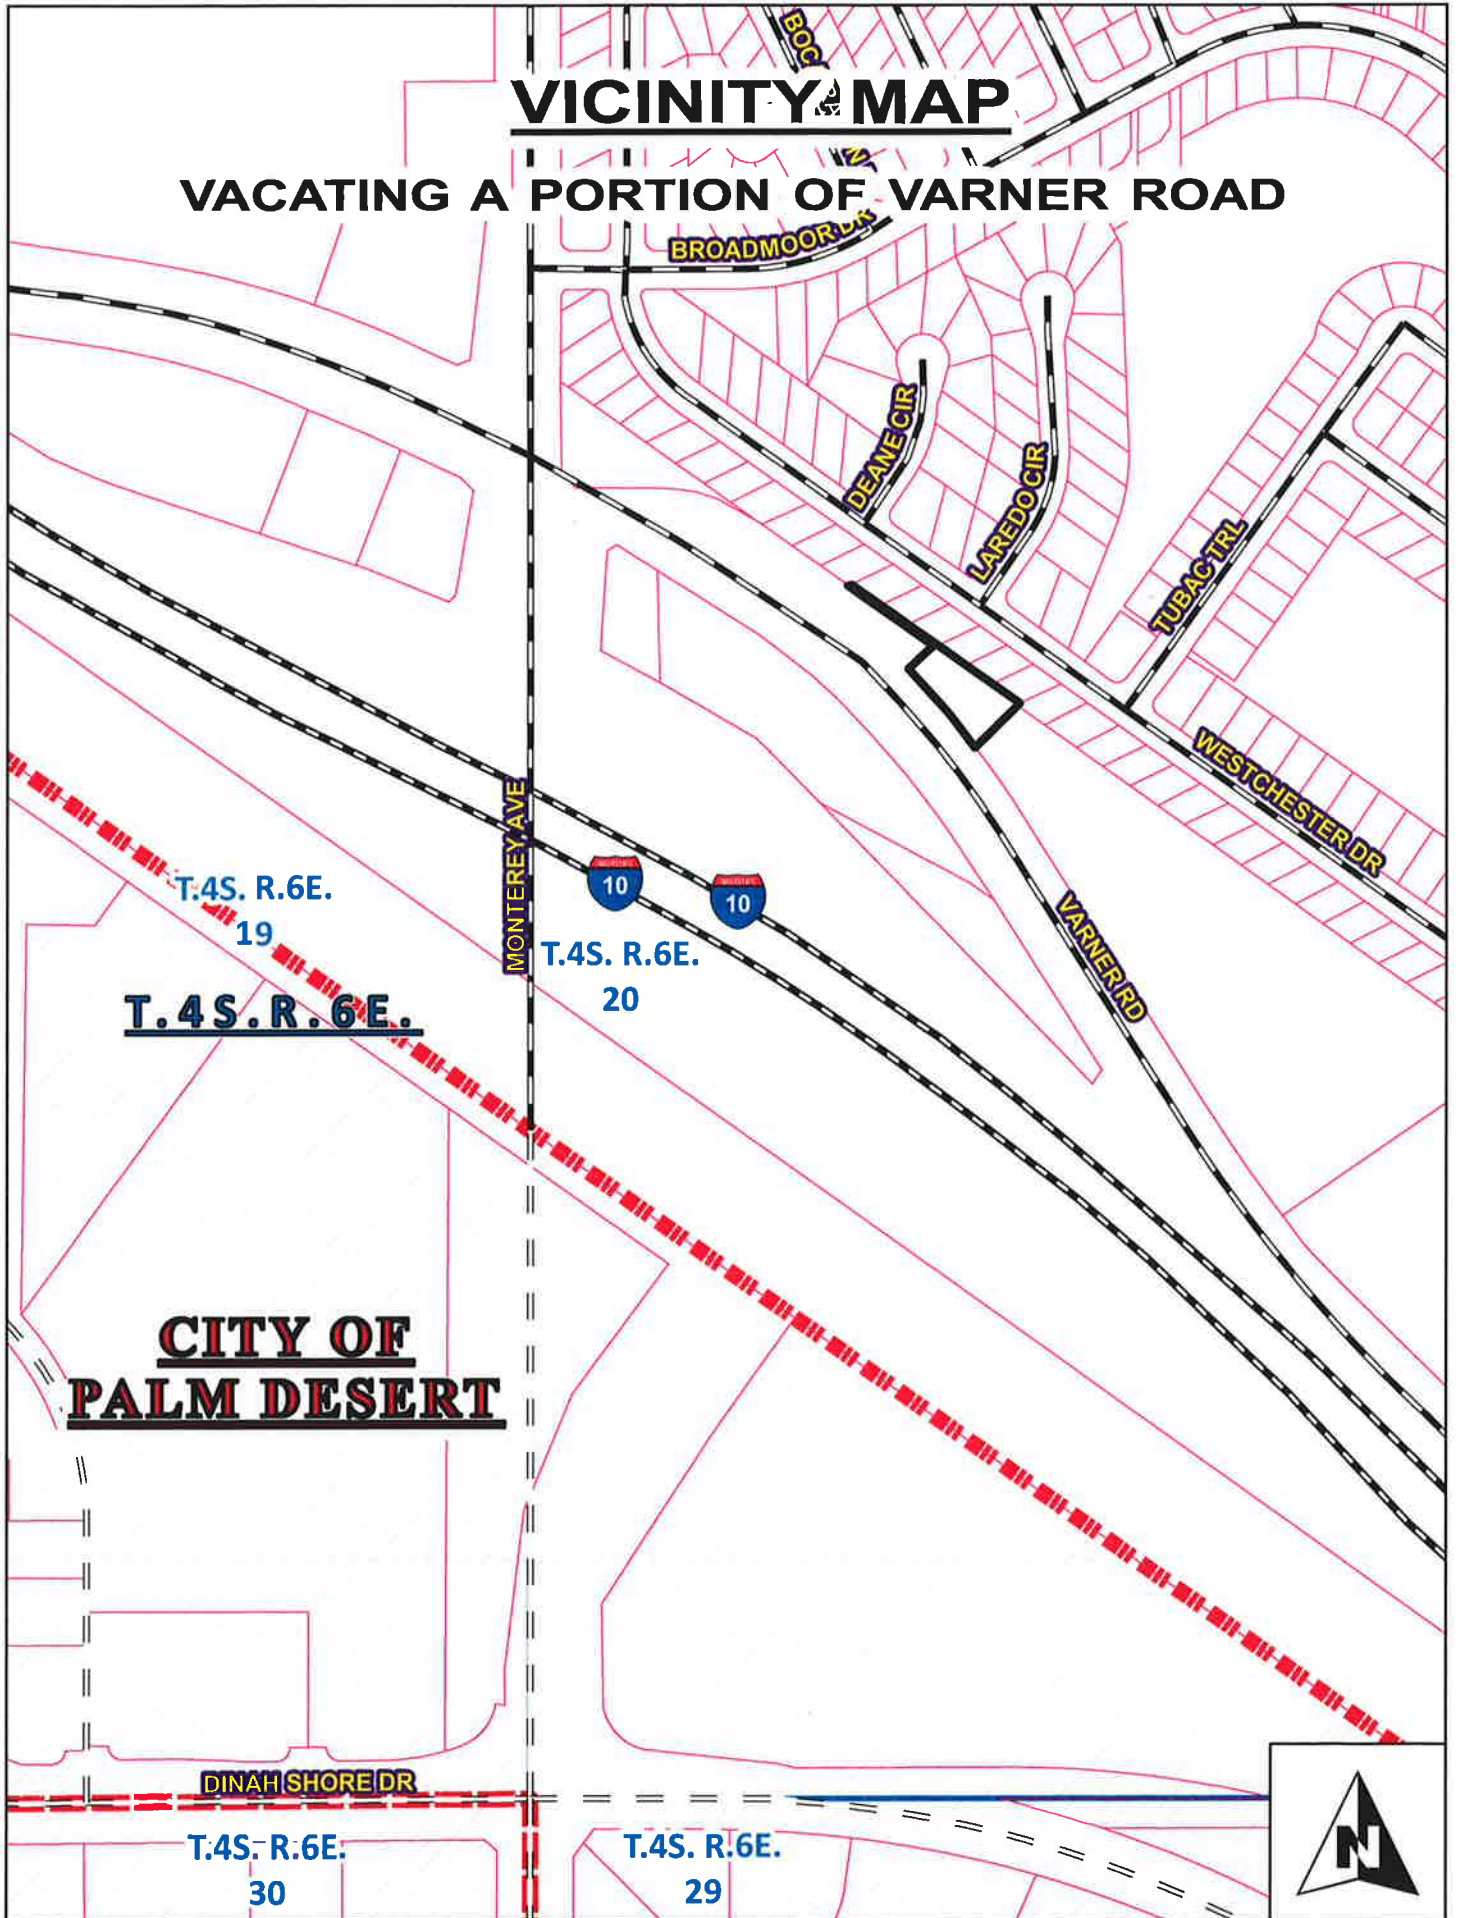 BOC
VICINITY MAP
VACATING A PORTION OF VARNER ROAD
BROADMOOR DR
DEANE CIR
LAREDO CIR
TUBAC TRL
WESTCHESTER DR
MONTEREY AVE
10
10
T.4S. R.6E.
19
T.4S. R.6E.
20
VARNER RD
T.4S.R.6E.
CITY OF
PALM DESERT
DINAH SHORE DR
T.4S. R.6E.
30
T.4S. R.6E.
29
N